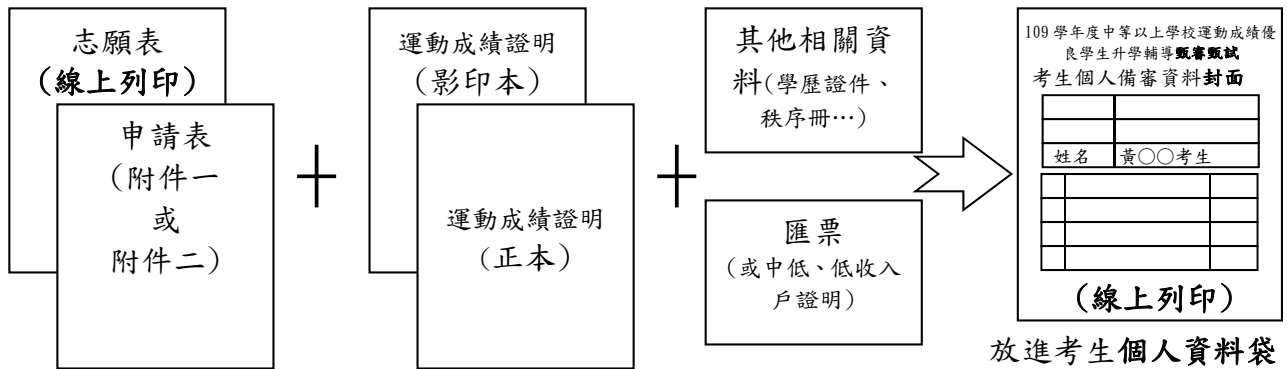 志願表
(線上列印)
申請表
(附件一
或
附件二)
運動成績證明
(影印本)
運動成績證明
(正本)
其他相關資
料(學歷證件、
秩序冊…)
匯票
(或中低、低收入
戶證明)
109 學年度中等以上學校運動成績優
良學生升學輔導甄審甄試
考生個人備審資料封面
姓名 黃○○考生
(線上列印)
放進考生個人資料袋